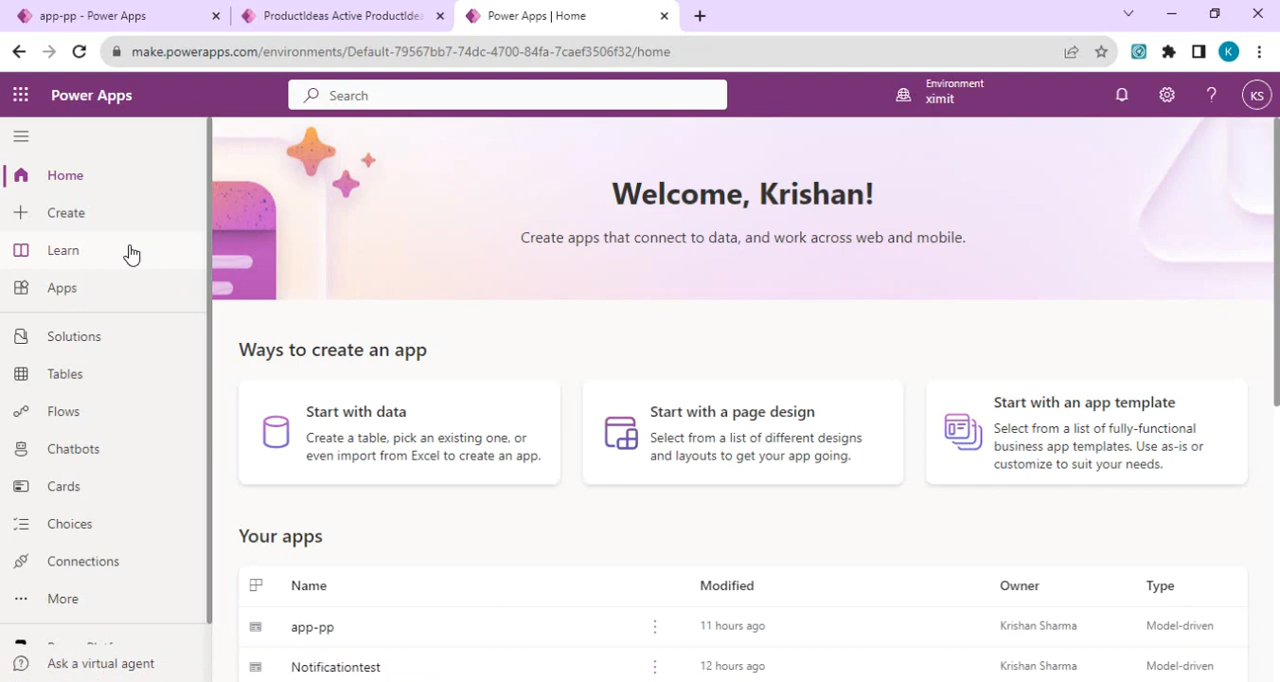 app-pp - Power Apps
ProductIdeas Active ProductIde
Power Apps | Home
make.powerapps.com/environments/Default-79567bb7-74dc-4700-84fa-7caef3506f32/home
K
Power Apps
Search
Environment
ximit
KS
Home
Create
Learn
Apps
Solutions
Tables
Flows
Chatbots
Cards
Choices
Connections
More
Ask a virtual agent
Welcome, Krishan!
Create apps that connect to data, and work across web and mobile.
Ways to create an app
Start with data
Create a table, pick an existing one, or
even import from Excel to create an app.
Start with a page design
Select from a list of different designs
and layouts to get your app going.
Start with an app template
Select from a list of fully-functional
business app templates. Use as-is or
customize to suit your needs.
Your apps
Name Modified Owner Type
app-pp 11 hours ago Krishan Sharma Model-driven
Notificationtest 12 hours ago Krishan Sharma Model-driven